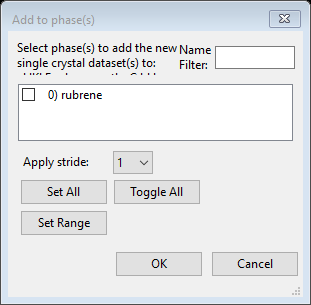 Add to phase(s)
Select phase(s) to add the new
single crystal dataset(s) to:
Name
Filter:
0) rubrene
Apply stride:
1
Set All
Toggle All
Set Range
OK
Cancel